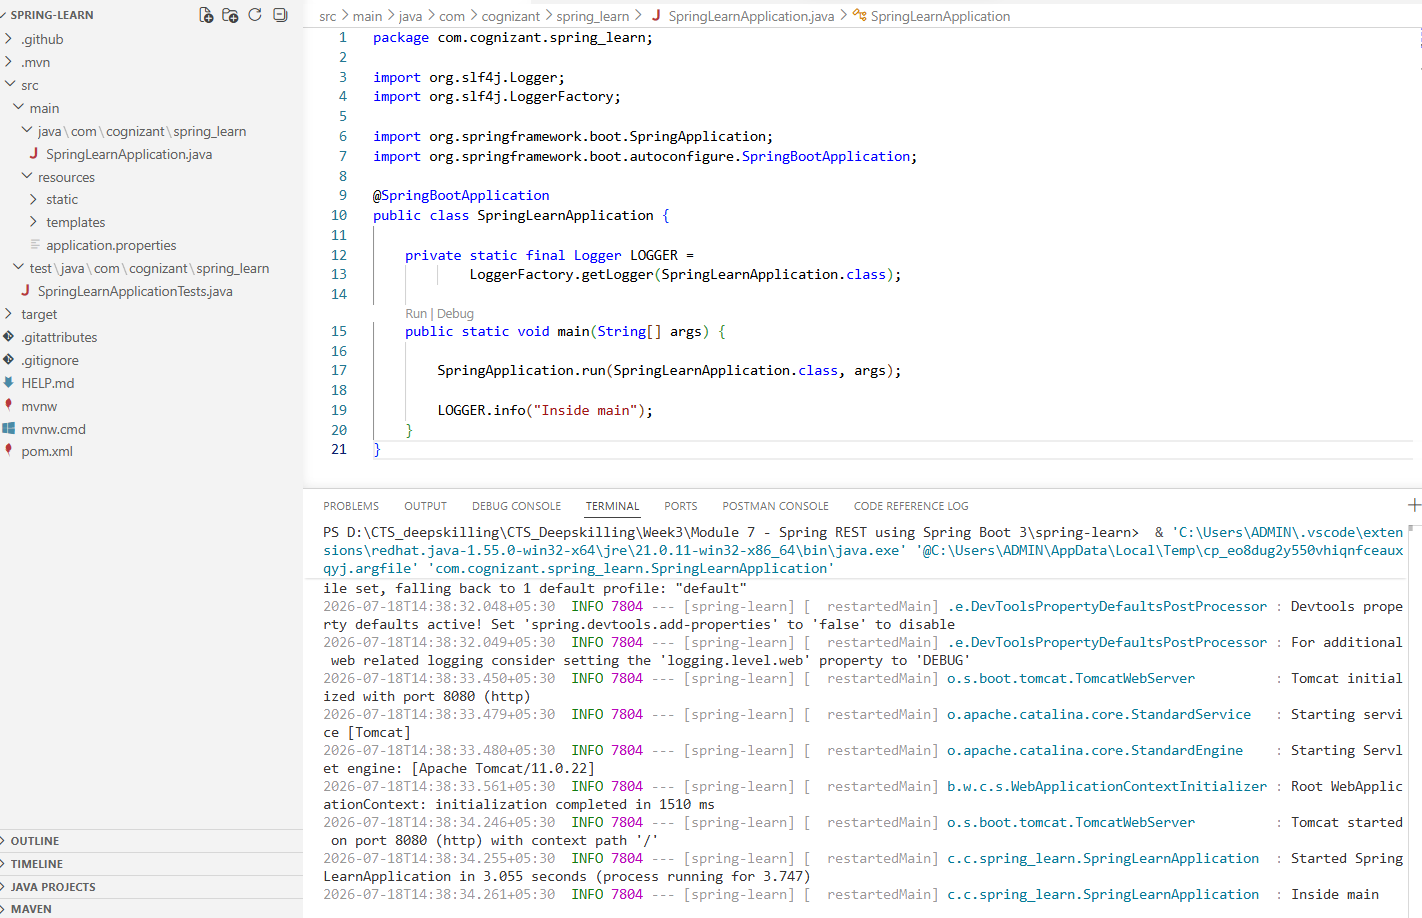 SPRING-LEARN
.github
.mvn
src
main
java\com\cognizant\spring_learn
SpringLearnApplication.java
resources
static
templates
application.properties
test\java\com\cognizant\spring_learn
SpringLearnApplicationTests.java
target
.gitattributes
.gitignore
HELP.md
mvnw
mvnw.cmd
pom.xml
OUTLINE
TIMELINE
JAVA PROJECTS
MAVEN
src > main > java > com > cognizant > spring_learn > J SpringLearnApplication.java > SpringLearnApplication
1 package com.cognizant.spring_learn;
2
3 import org.slf4j.Logger;
4 import org.slf4j.LoggerFactory;
5
6 import org.springframework.boot.SpringApplication;
7 import org.springframework.boot.autoconfigure.SpringBootApplication;
8
9 @SpringBootApplication
10 public class SpringLearnApplication {
11
12 private static final Logger LOGGER =
13 LoggerFactory.getLogger(SpringLearnApplication.class);
14
Run | Debug
15 public static void main(String[] args) {
16
17 SpringApplication.run(SpringLearnApplication.class, args);
18
19 LOGGER.info("Inside main");
20 }
21 }
PROBLEMS OUTPUT DEBUG CONSOLE TERMINAL PORTS POSTMAN CONSOLE CODE REFERENCE LOG
PS D:\CTS_deepskilling\CTS_Deepskilling\Week3\Module 7 - Spring REST using Spring Boot 3\spring-learn> & 'C:\Users\ADMIN\.vscode\exten
sions\redhat.java-1.55.0-win32-x64\jre\21.0.11-win32-x86_64\bin\java.exe' '@C:\Users\ADMIN\AppData\Local\Temp\cp_eo8dug2y550vhiqnfceaux
qyj.argfile' 'com.cognizant.spring_learn.SpringLearnApplication'
ile set, falling back to 1 default profile: "default"
2026-07-18T14:38:32.048+05:30 INFO 7804 --- [spring-learn] [ restartedMain] .e.DevToolsPropertyDefaultsPostProcessor : Devtools prope
rty defaults active! Set 'spring.devtools.add-properties' to 'false' to disable
2026-07-18T14:38:32.049+05:30 INFO 7804 --- [spring-learn] [ restartedMain] .e.DevToolsPropertyDefaultsPostProcessor : For additional
web related logging consider setting the 'logging.level.web' property to 'DEBUG'
2026-07-18T14:38:33.450+05:30 INFO 7804 --- [spring-learn] [ restartedMain] o.s.boot.tomcat.TomcatWebServer : Tomcat initial
ized with port 8080 (http)
2026-07-18T14:38:33.479+05:30 INFO 7804 --- [spring-learn] [ restartedMain] o.apache.catalina.core.StandardService : Starting servi
ce [Tomcat]
2026-07-18T14:38:33.480+05:30 INFO 7804 --- [spring-learn] [ restartedMain] o.apache.catalina.core.StandardEngine : Starting Servl
et engine: [Apache Tomcat/11.0.22]
2026-07-18T14:38:33.561+05:30 INFO 7804 --- [spring-learn] [ restartedMain] b.w.c.s.WebApplicationContextInitializer : Root WebApplic
ationContext: initialization completed in 1510 ms
2026-07-18T14:38:34.246+05:30 INFO 7804 --- [spring-learn] [ restartedMain] o.s.boot.tomcat.TomcatWebServer : Tomcat started
on port 8080 (http) with context path '/'
2026-07-18T14:38:34.255+05:30 INFO 7804 --- [spring-learn] [ restartedMain] c.c.spring_learn.SpringLearnApplication : Started Spring
LearnApplication in 3.055 seconds (process running for 3.747)
2026-07-18T14:38:34.261+05:30 INFO 7804 --- [spring-learn] [ restartedMain] c.c.spring_learn.SpringLearnApplication : Inside main